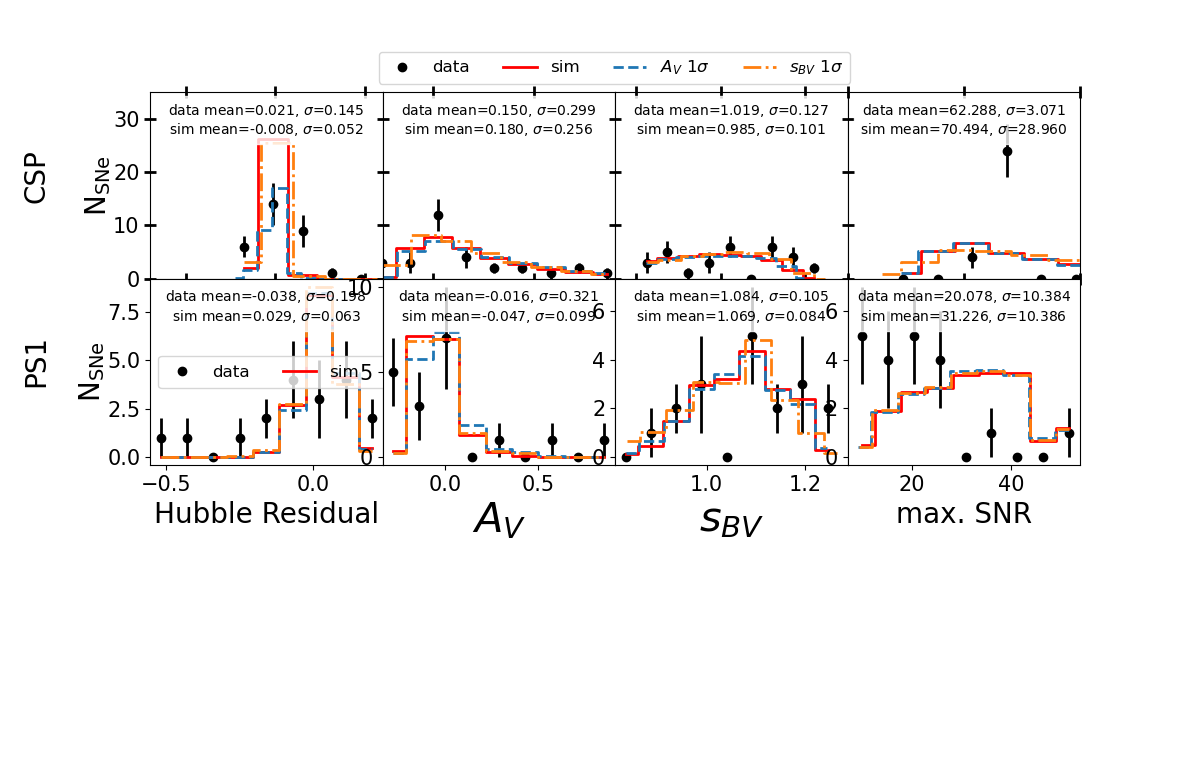 data sim $A_V$ 1σ $s_{BV}$ 1σ
data mean=0.021, σ=0.145
sim mean=-0.008, σ=0.052
data mean=0.150, σ=0.299
sim mean=0.180, σ=0.256
data mean=1.019, σ=0.127
sim mean=0.985, σ=0.101
data mean=62.288, σ=3.071
sim mean=70.494, σ=28.960
CSP
N_SNe
30
20
10
0
data mean=-0.038, σ=0.198
sim mean=0.029, σ=0.063
data mean=-0.016, σ=0.321
sim mean=-0.047, σ=0.099
data mean=1.084, σ=0.105
sim mean=1.069, σ=0.084
data mean=20.078, σ=10.384
sim mean=31.226, σ=10.386
PS1
N_SNe
7.5
5.0
2.5
0.0
data sim
10
5
0
6
4
2
0
6
4
2
0
−0.5 0.0
0.0 0.5
1.0 1.2
20 40
Hubble Residual
$A_V$
$s_{BV}$
max. SNR